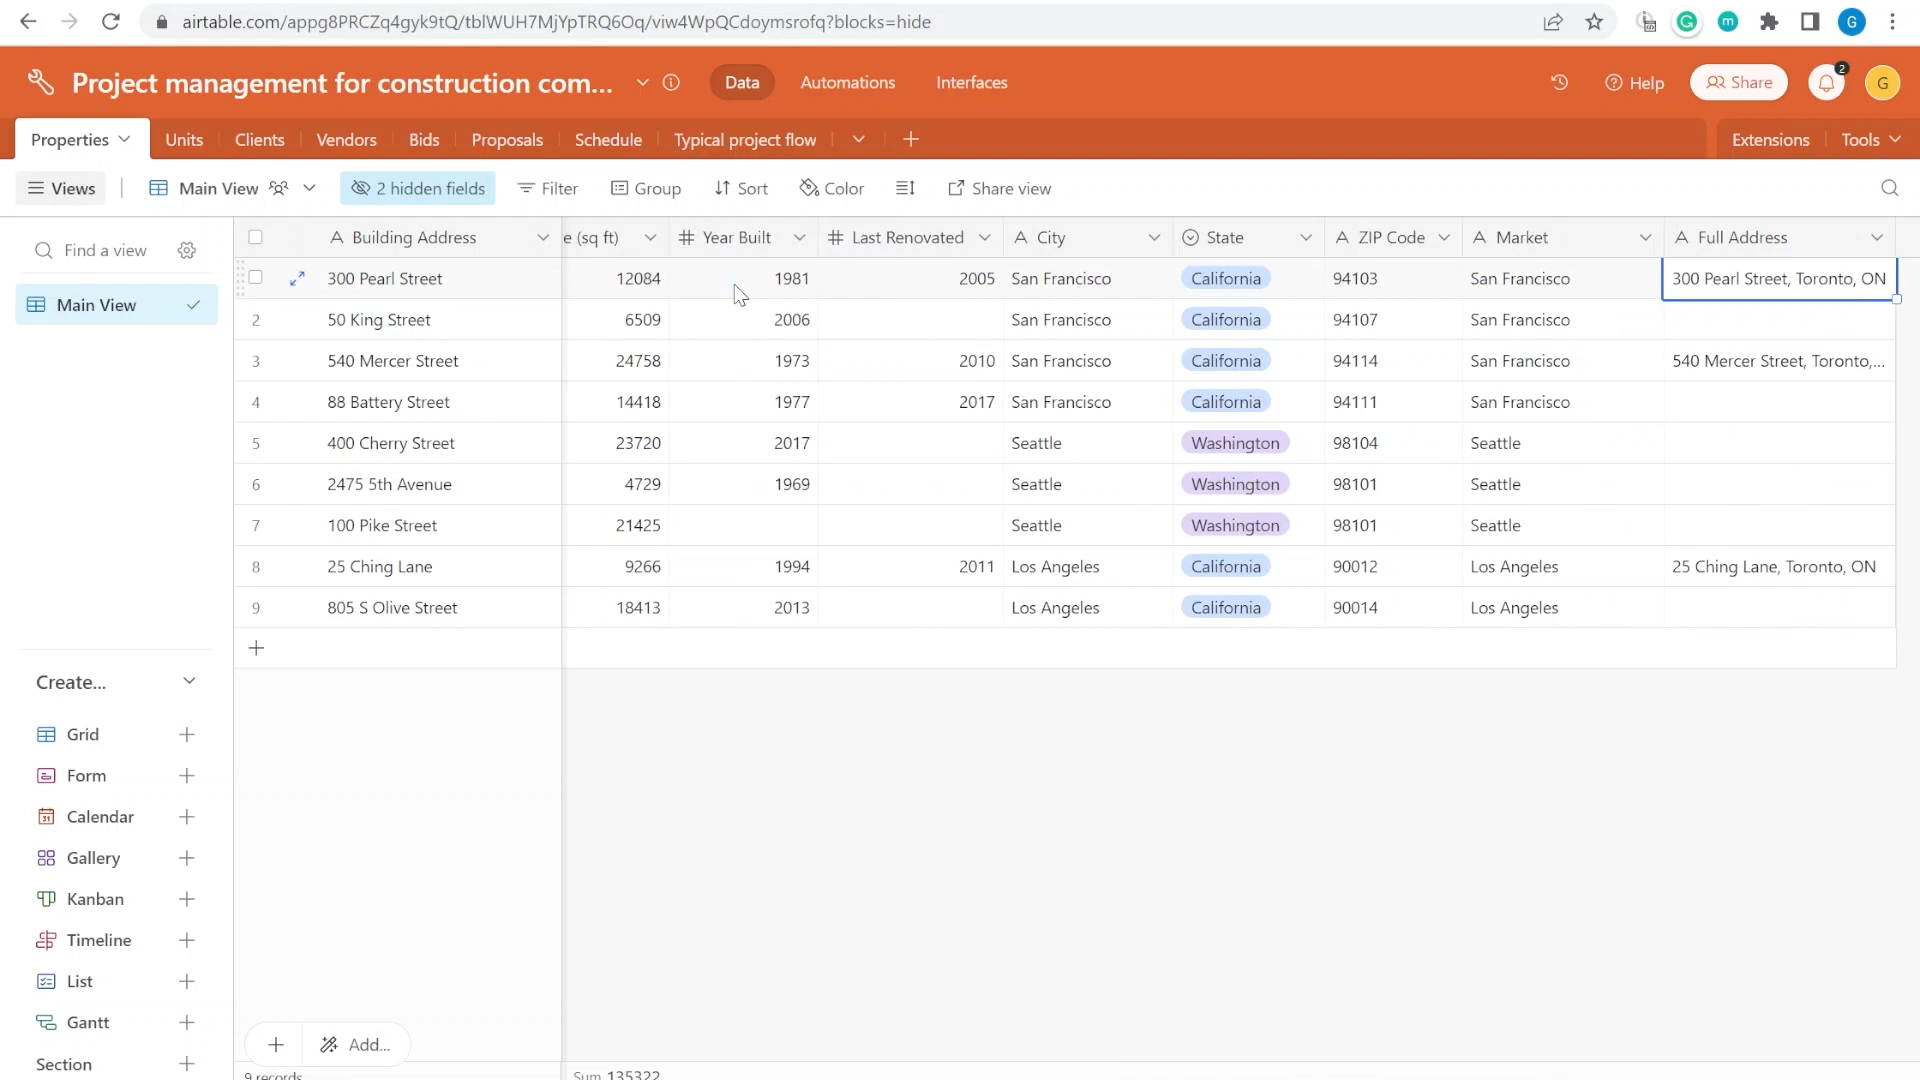 airtable.com/appg8PRCZq4gyk9tQ/tblWUH7MjYpTRQ6Oq/viw4WpQCdoymsrofq?blocks=hide
G
m
G
Project management for construction com...
Data
Automations
Interfaces
Help
Share
2
G
Properties
Units
Clients
Vendors
Bids
Proposals
Schedule
Typical project flow
Extensions
Tools
Views
Main View
2 hidden fields
Filter
Group
Sort
Color
Share view
Find a view
Main View
Building Address e (sq ft) Year Built Last Renovated City State ZIP Code Market Full Address
300 Pearl Street 12084 1981 2005 San Francisco California 94103 San Francisco 300 Pearl Street, Toronto, ON
2 50 King Street 6509 2006 San Francisco California 94107 San Francisco
3 540 Mercer Street 24758 1973 2010 San Francisco California 94114 San Francisco 540 Mercer Street, Toronto,...
4 88 Battery Street 14418 1977 2017 San Francisco California 94111 San Francisco
5 400 Cherry Street 23720 2017 Seattle Washington 98104 Seattle
6 2475 5th Avenue 4729 1969 Seattle Washington 98101 Seattle
7 100 Pike Street 21425 Seattle Washington 98101 Seattle
8 25 Ching Lane 9266 1994 2011 Los Angeles California 90012 Los Angeles 25 Ching Lane, Toronto, ON
9 805 S Olive Street 18413 2013 Los Angeles California 90014 Los Angeles
Create...
Grid
Form
31 Calendar
Gallery
Kanban
Timeline
List
Gantt
Section
Add...
9 records
Sum 135322